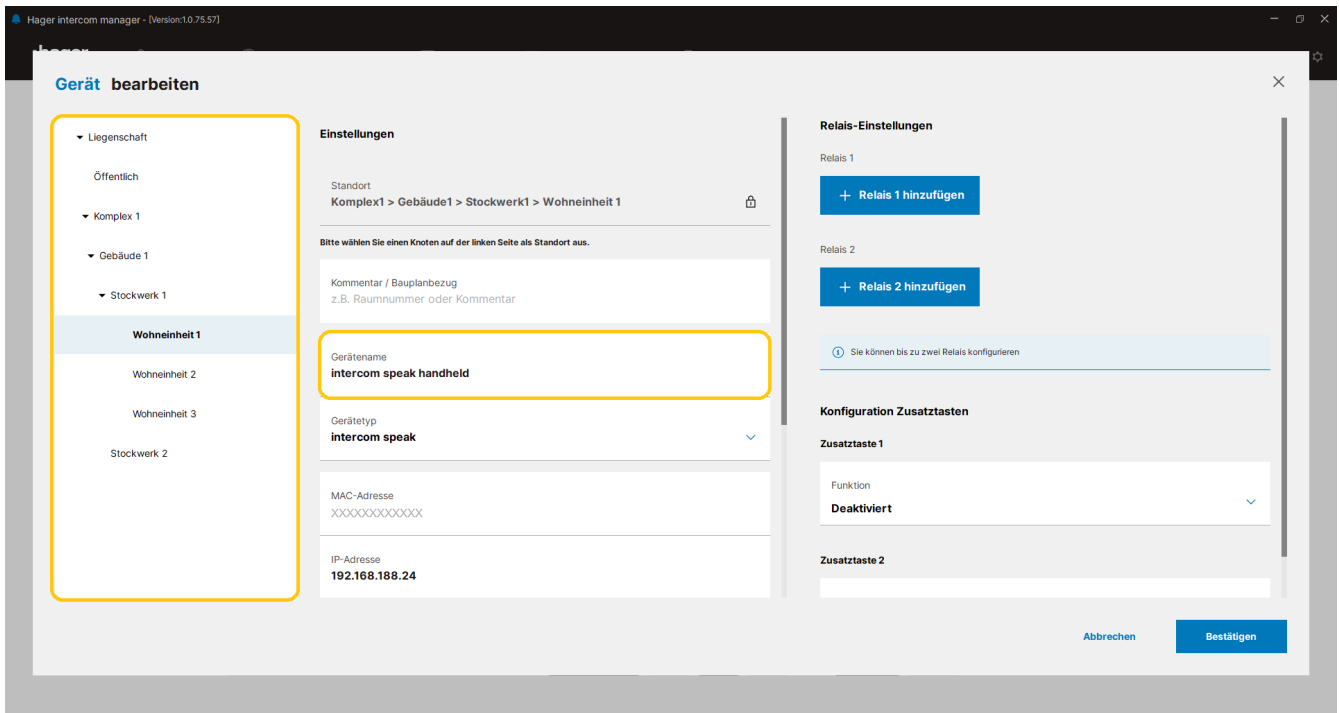 Hager intercom manager - [Version:1.0.75.57]
:hager
Gerät bearbeiten
Liegenschaft
Öffentlich
Komplex 1
Gebäude 1
Stockwerk 1
Wohneinheit 1
Wohneinheit 2
Wohneinheit 3
Stockwerk 2
Einstellungen
Standort
Komplex1 > Gebäude1 > Stockwerk1 > Wohneinheit 1
Bitte wählen Sie einen Knoten auf der linken Seite als Standort aus.
Kommentar / Bauplanbezug
z.B. Raumnummer oder Kommentar
Gerätename
intercom speak handheld
Gerätetyp
intercom speak
MAC-Adresse
XXXXXXXXXXXX
IP-Adresse
192.168.188.24
Relais-Einstellungen
Relais 1
+ Relais 1 hinzufügen
Relais 2
+ Relais 2 hinzufügen
Sie können bis zu zwei Relais konfigurieren
Konfiguration Zusatztasten
Zusatztaste 1
Funktion
Deaktiviert
Zusatztaste 2
Abbrechen
Bestätigen